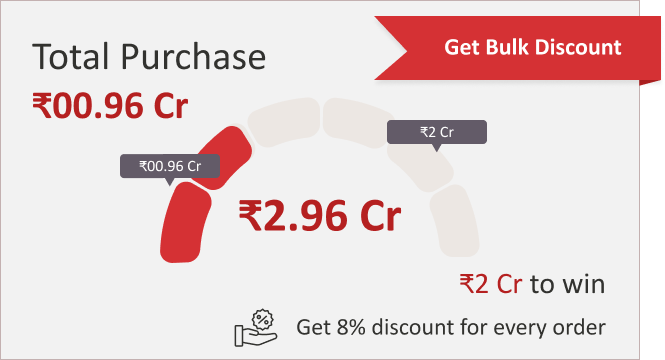 Get Bulk Discount
Total Purchase
₹00.96 Cr
₹2 Cr
₹00.96 Cr
₹2.96 Cr
₹2 Cr to win
%
Get 8% discount for every order